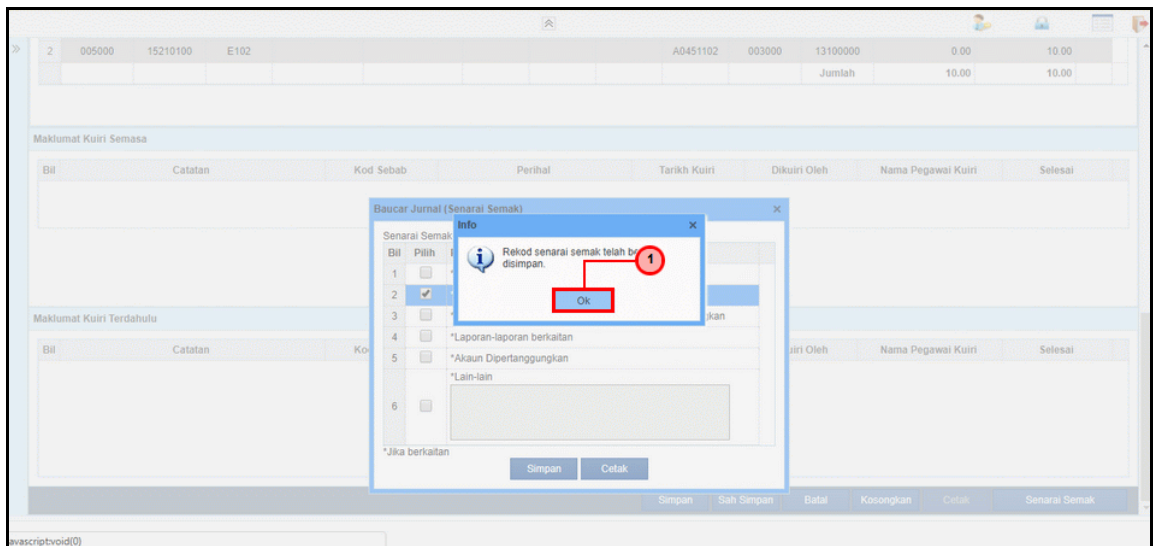 2 005000 15210100 E102 A0451102 003000 13100000 0.00 10.00
Jumlah 10.00 10.00
Maklumat Kuiri Semasa
Bil Catatan Kod Sebab Perihal Tarikh Kuiri Dikuiri Oleh Nama Pegawai Kuiri Selesai
Baucar Jurnal (Senarai Semak)
Senarai Semak
Bil Pilih
Info
Rekod senarai semak telah be
disimpan.
1
Ok
1
2
3 kan
4 *Laporan-laporan berkaitan
5 *Akaun Dipertanggungkan
*Lain-lain
6
*Jika berkaitan
Simpan Cetak
Maklumat Kuiri Terdahulu
Bil Catatan Ko uiri Oleh Nama Pegawai Kuiri Selesai
Simpan Sah Simpan Batal Kosongkan Cetak Senarai Semak
avascript:void(0)